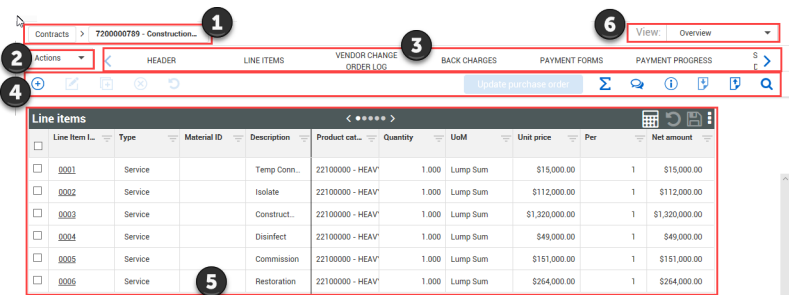 1
6
Contracts > 7200000789 - Construction...
View: Overview
2
Actions
3
HEADER
LINE ITEMS
VENDOR CHANGE
ORDER LOG
BACK CHARGES
PAYMENT FORMS
PAYMENT PROGRESS
S
D
4
Update purchase order
Line items
Line Item I... Type Material ID Description Product cat... Quantity UoM Unit price Per Net amount
0001 Service Temp Conn.. 22100000 - HEAV 1.000 Lump Sum $15,000.00 1 $15,000.00
0002 Service Isolate 22100000 - HEAV 1.000 Lump Sum $112,000.00 1 $112,000.00
0003 Service Construct.. 22100000 - HEAV 1.000 Lump Sum $1,320,000.00 1 $1,320,000.00
0004 Service Disinfect 22100000 - HEAV 1.000 Lump Sum $49,000.00 1 $49,000.00
0005 Service Commission 22100000 - HEAV 1.000 Lump Sum $151,000.00 1 $151,000.00
0006 Service Restoration 22100000 - HEAV 1.000 Lump Sum $264,000.00 1 $264,000.00
5